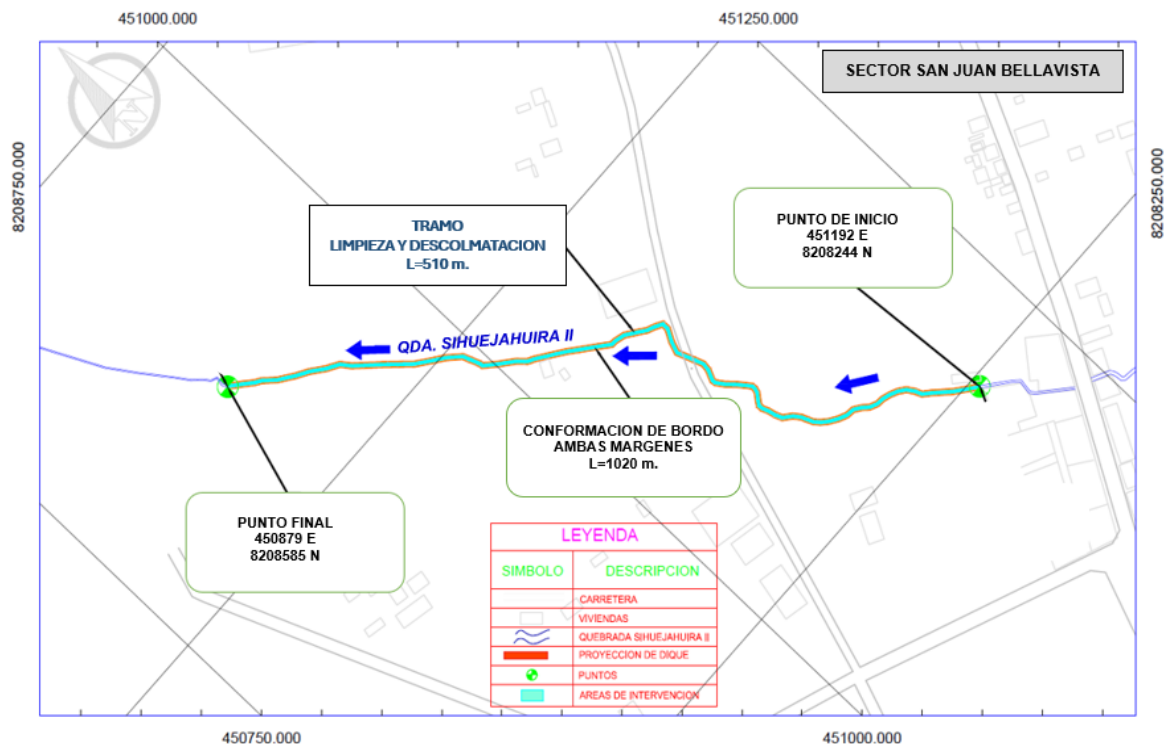 451000.000
451250.000
SECTOR SAN JUAN BELLAVISTA
N
8208750.000
8208250.000
TRAMO
LIMPIEZA Y DESCOLMATACION
L=510 m.
PUNTO DE INICIO
451192 E
8208244 N
QDA. SIHUEJAHUIRA II
CONFORMACION DE BORDO
AMBAS MARGENES
L=1020 m.
PUNTO FINAL
450879 E
8208585 N
LEYENDA
SIMBOLO DESCRIPCION
CARRETERA
VIVIENDAS
QUEBRADA SIHUEJAHUIRA II
PROYECCION DE DIQUE
PUNTOS
AREAS DE INTERVENCION
450750.000
451000.000